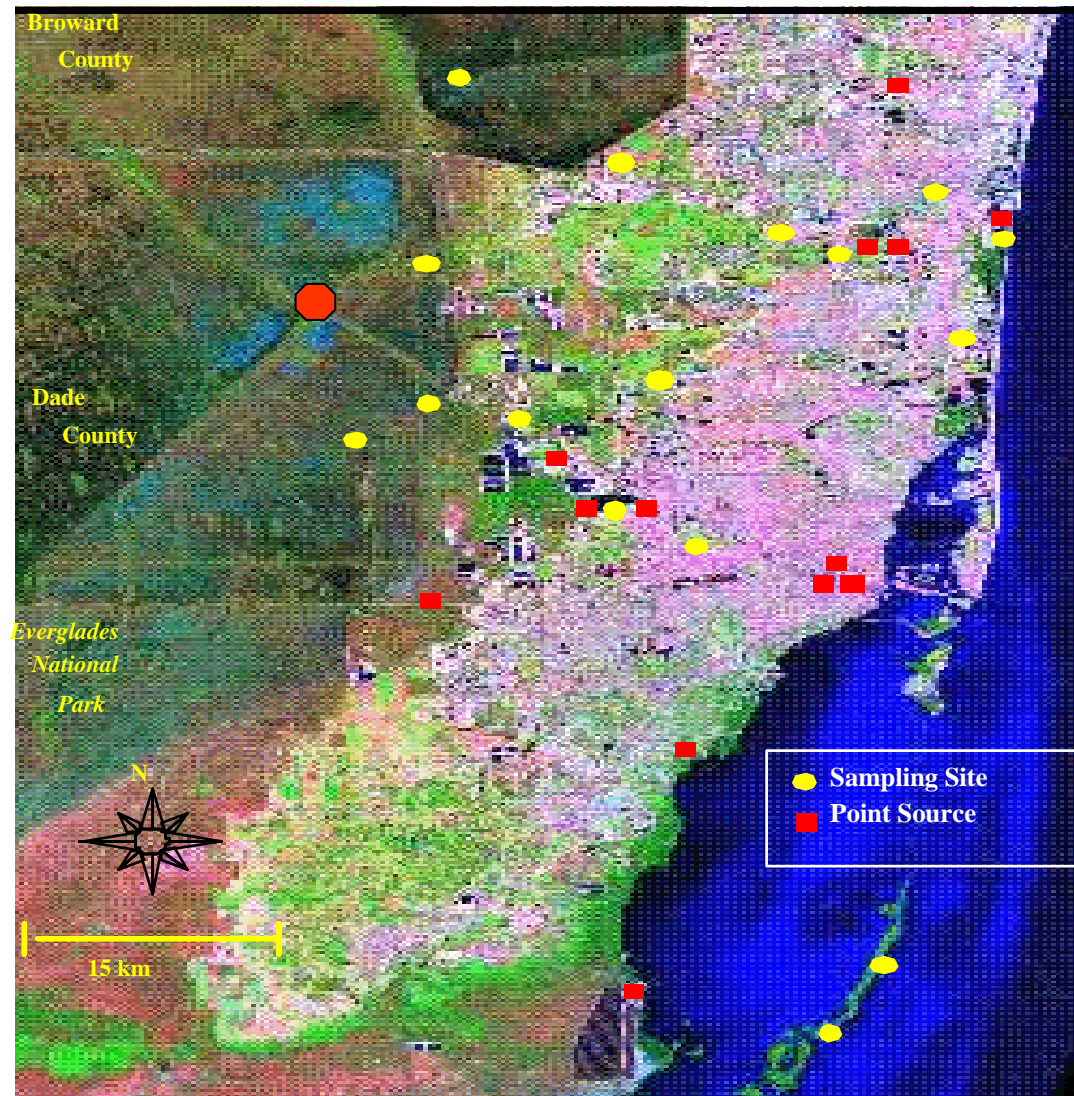 Broward
County
Dade
County
Everglades
National
Park
N
Sampling Site
Point Source
15 km